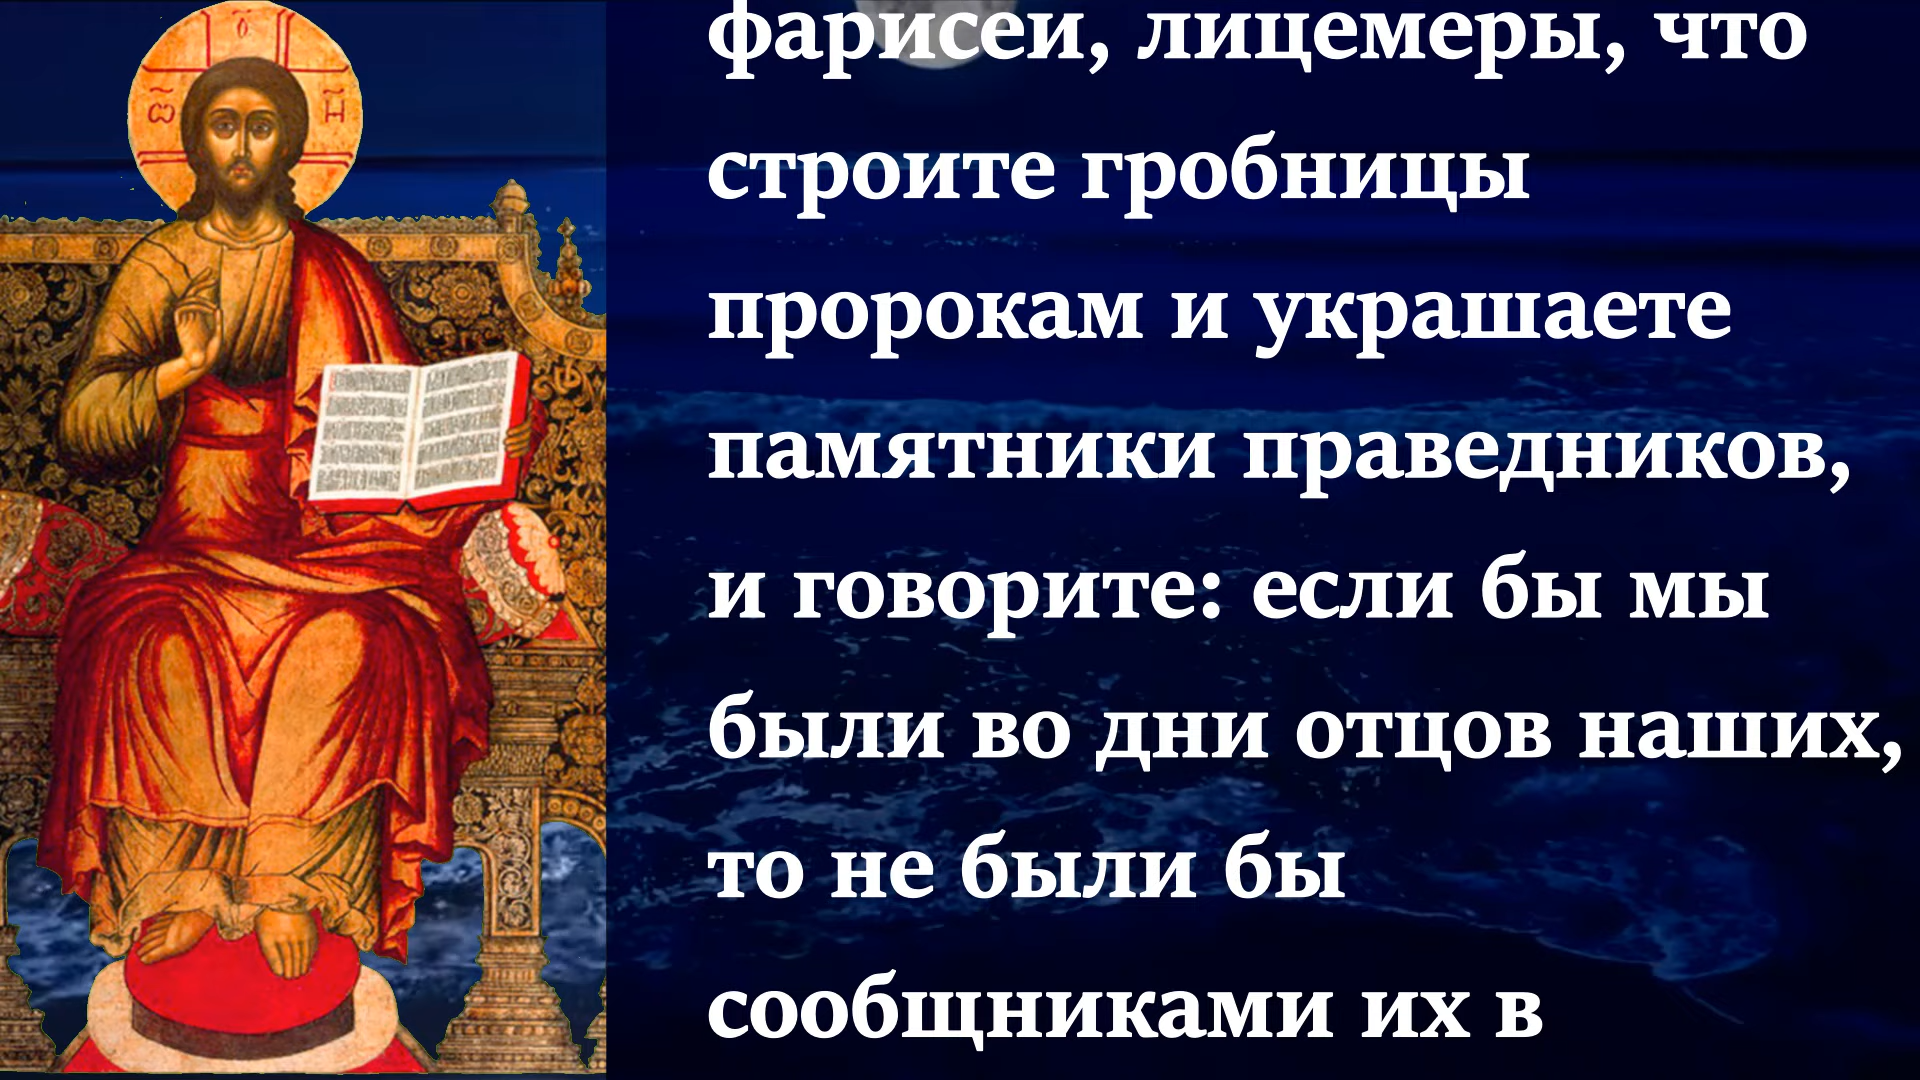 ѽ
О
Н
фарисеи, лицемеры, что
строите гробницы
пророкам и украшаете
памятники праведников,
и говорите: если бы мы
были во дни отцов наших,
то не были бы
сообщниками их в